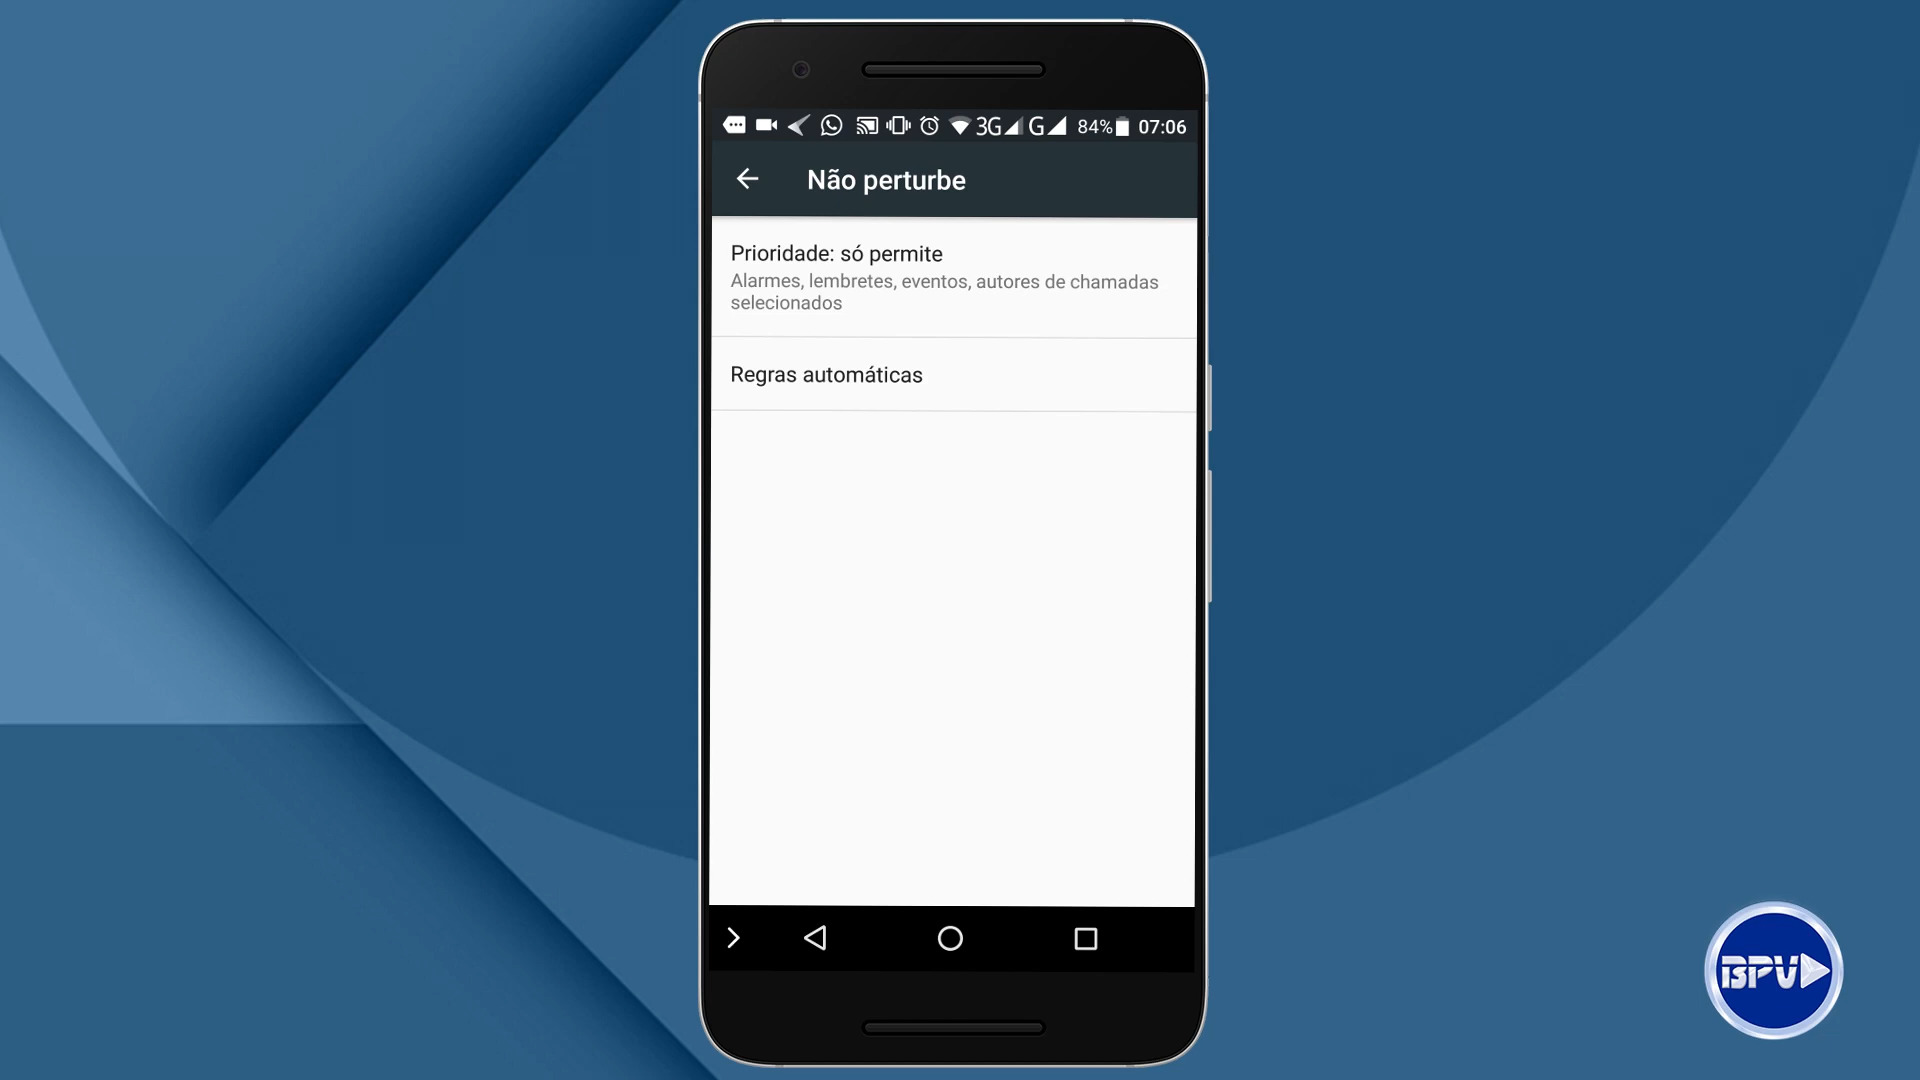 3G G 84% 07:06
Não perturbe
Prioridade: só permite
Alarmes, lembretes, eventos, autores de chamadas
selecionados
Regras automáticas
BPV